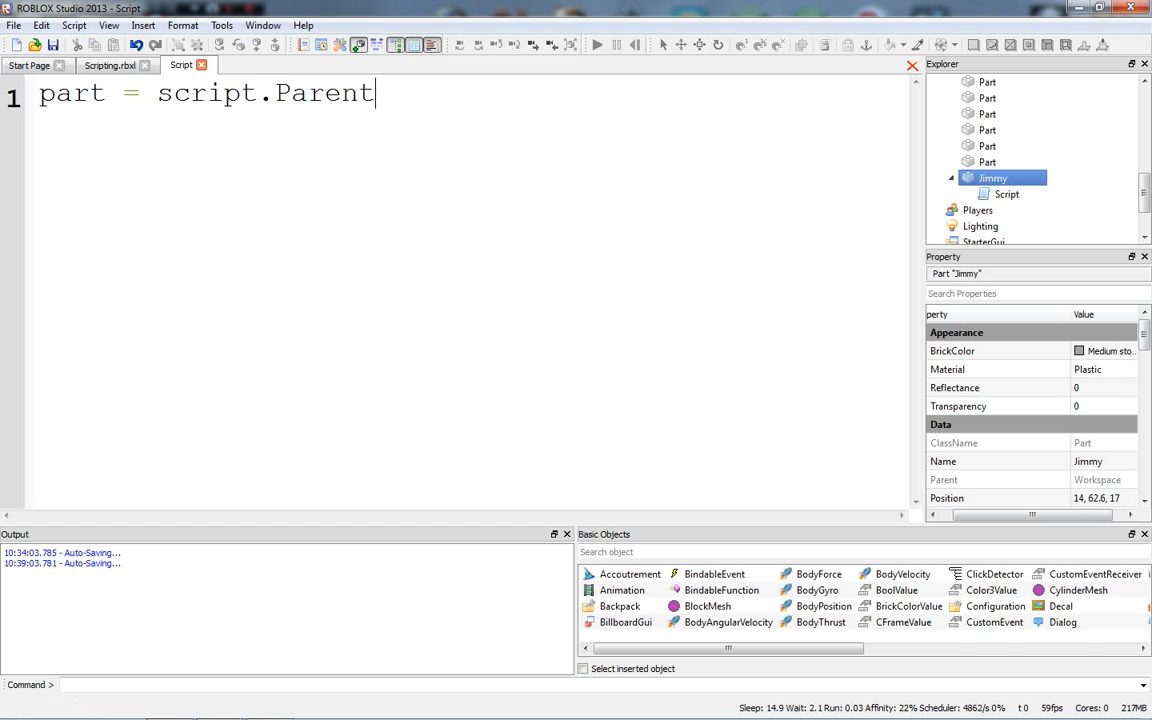 ROBLOX Studio 2013 - Script
File Edit Script View Insert Format Tools Window Help
Start Page Scripting.rbxl Script
1 part = script.Parent
Explorer
Part
Part
Part
Part
Part
Part
Jimmy
Script
Players
Lighting
StarterGui
Property
Part "Jimmy"
Search Properties
perty Value
Appearance
BrickColor Medium sto..
Material Plastic
Reflectance 0
Transparency 0
Data
ClassName Part
Name Jimmy
Parent Workspace
Position 14, 62.6, 17
Output
10:34:03.785 - Auto-Saving...
10:39:03.781 - Auto-Saving...
Basic Objects
Search object
Accoutrement BindableEvent BodyForce BodyVelocity ClickDetector CustomEventReceiver
Animation BindableFunction BodyGyro BoolValue Color3Value CylinderMesh
Backpack BlockMesh BodyPosition BrickColorValue Configuration Decal
BillboardGui BodyAngularVelocity BodyThrust CFrameValue CustomEvent Dialog
Select inserted object
Command >
Sleep: 14.9 Wait: 2.1 Run: 0.03 Affinity: 22% Scheduler: 4862/s 0% t 0 59fps Cores: 0 217MB